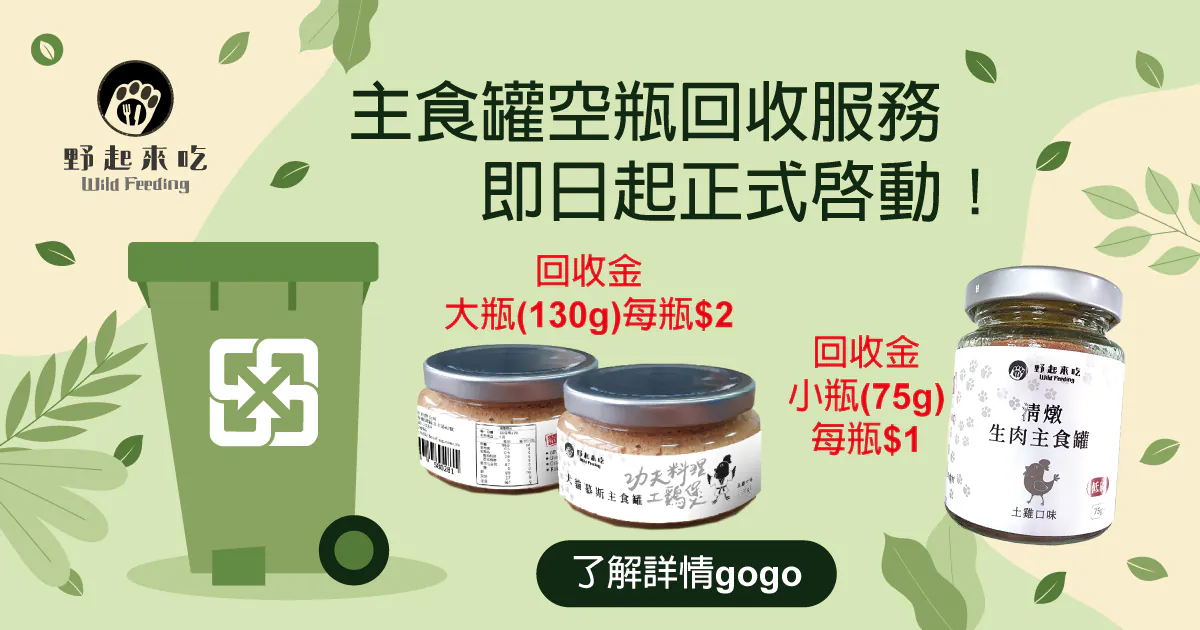 野起來吃
Wild Feeding
主食罐空瓶回收服務
即日起正式啓動！
回收金
大瓶(130g)每瓶$2
回收金
小瓶(75g)
每瓶$1
野起來吃
Wild Feeding
功夫料理
土鷄煲
大貓慕斯主食罐
野起來吃
Wild Feeding
清燉
生肉主食罐
土雞口味
75g
了解詳情gogo